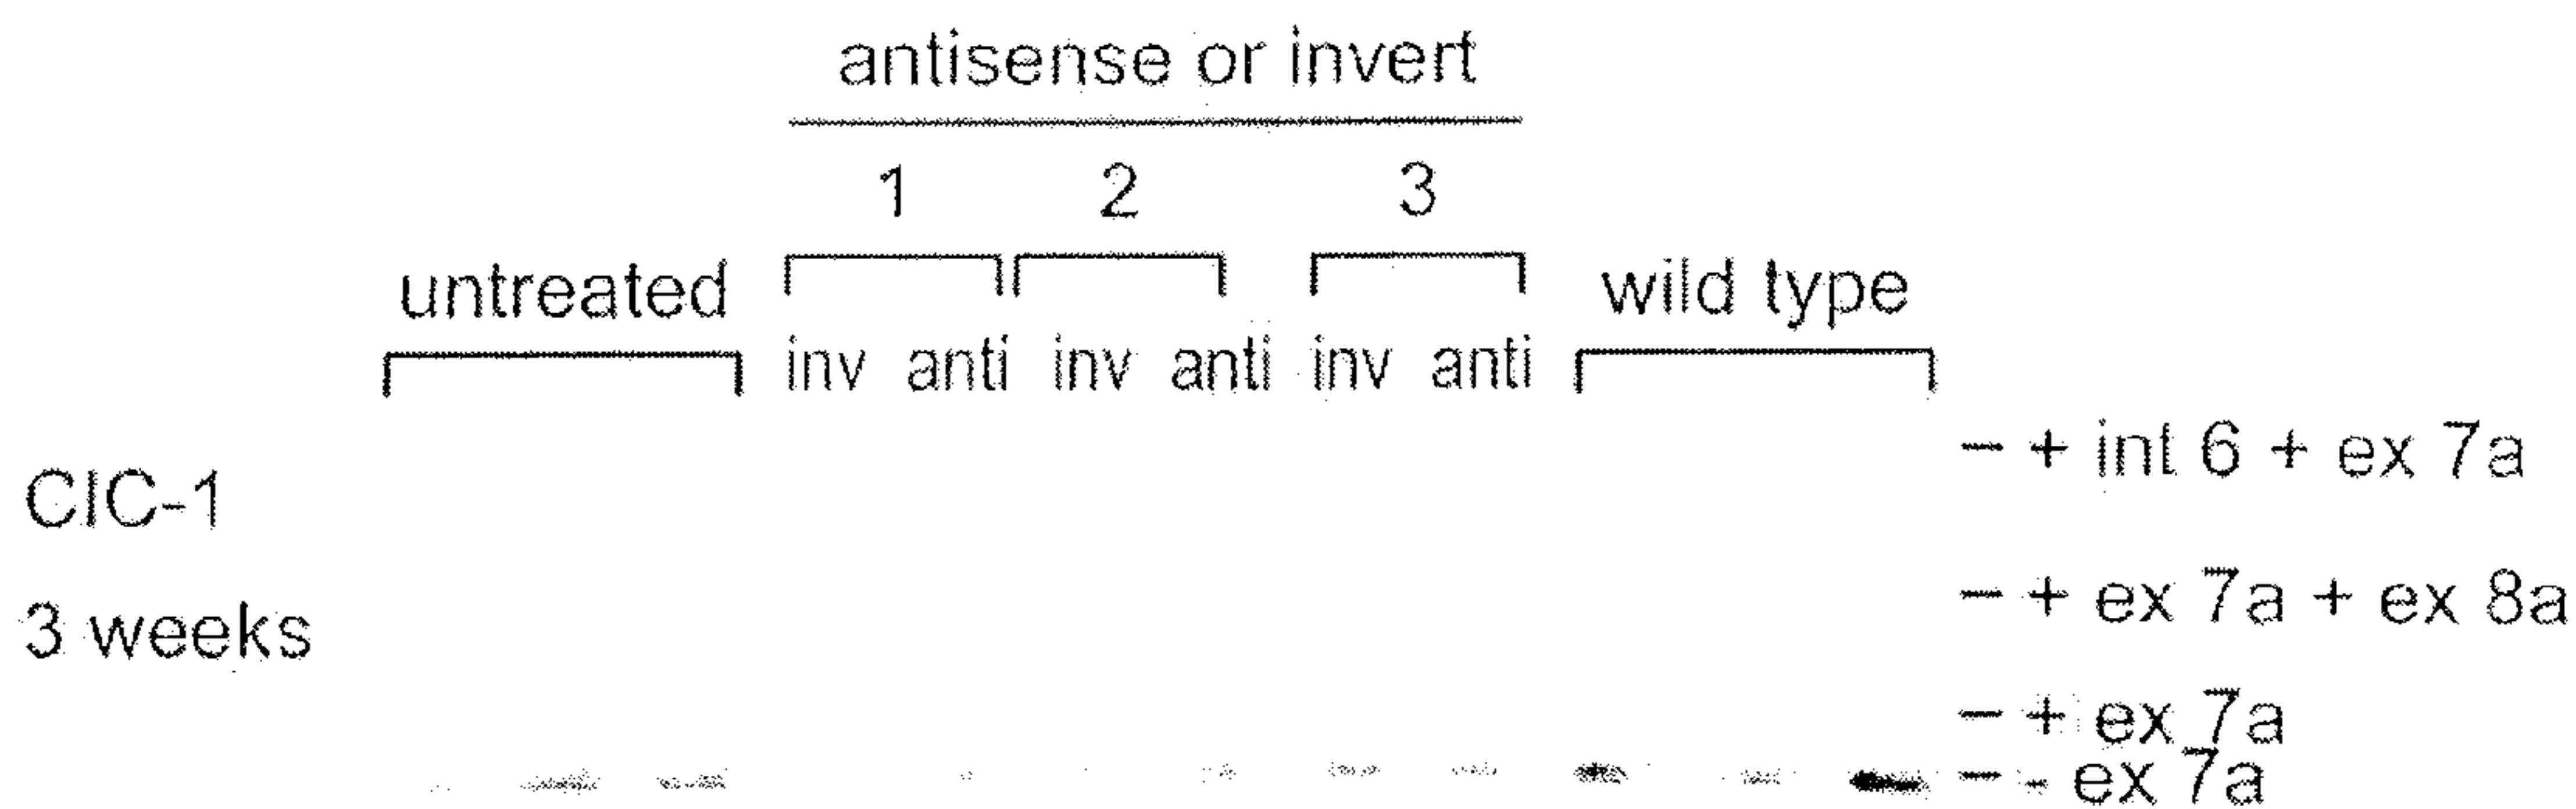 antisense or invert
1 2 3
untreated
wild type
inv anti inv anti inv anti
ClC-1
3 weeks
- + int 6 + ex 7a
- + ex 7a + ex 8a
- + ex 7a
- - ex 7a